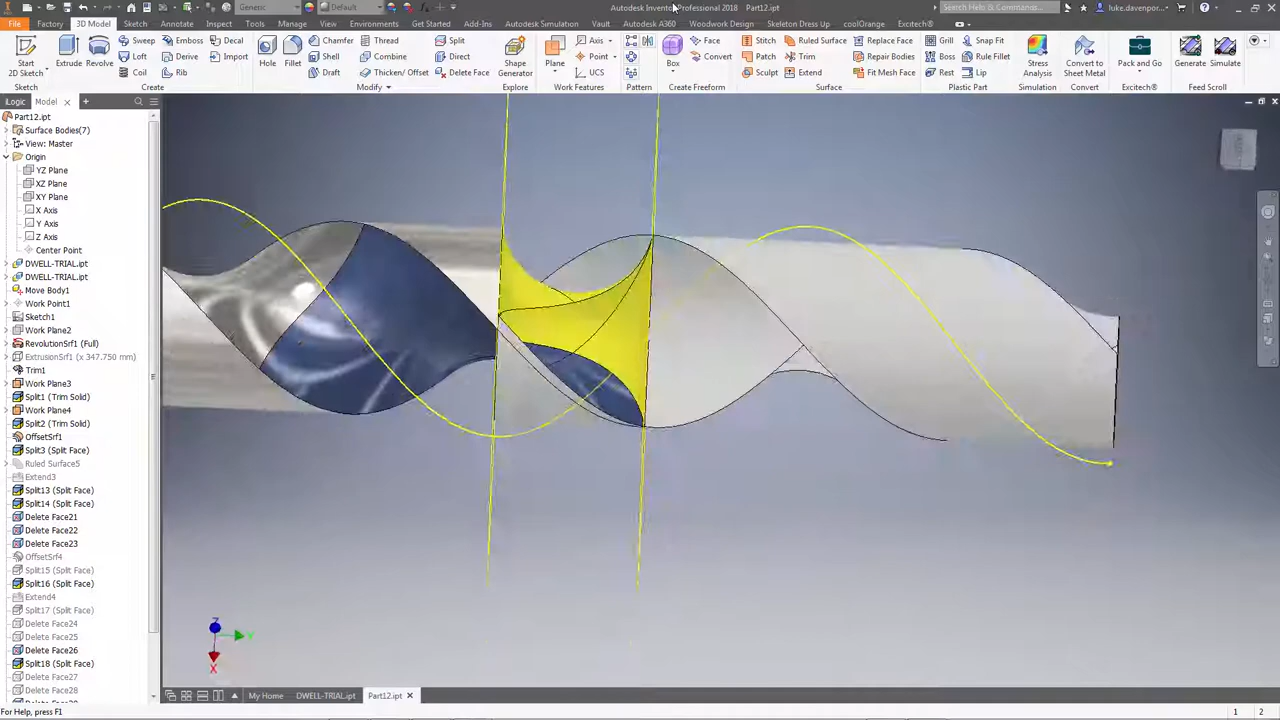 Generic
Default
Autodesk Inventor Professional 2018 Part12.ipt
Search Help & Commands...
luke.davenpor...
File Factory 3D Model Sketch Annotate Inspect Tools Manage View Environments Get Started Add-Ins Autodesk Simulation Vault Autodesk A360 Woodwork Design Skeleton Dress Up coolOrange Excitech®
Start
2D Sketch
Extrude
Revolve
Sweep
Loft
Coil
Emboss
Derive
Rib
Decal
Import
Hole
Fillet
Chamfer
Shell
Draft
Thread
Combine
Thicken/ Offset
Split
Direct
Delete Face
Shape
Generator
Plane
Axis
Point
UCS
Box
Face
Convert
Stitch
Patch
Sculpt
Ruled Surface
Trim
Extend
Replace Face
Repair Bodies
Fit Mesh Face
Grill
Boss
Rest
Snap Fit
Rule Fillet
Lip
Stress
Analysis
Convert to
Sheet Metal
Pack and Go
Generate
Simulate
Sketch Create Modify Explore Work Features Pattern Create Freeform Surface Plastic Part Simulation Convert Excitech® Feed Scroll
iLogic Model
Part12.ipt
Surface Bodies(7)
View: Master
Origin
YZ Plane
XZ Plane
XY Plane
X Axis
Y Axis
Z Axis
Center Point
DWELL-TRIAL.ipt
DWELL-TRIAL.ipt
Move Body1
Work Point1
Sketch1
Work Plane2
RevolutionSrf1 (Full)
ExtrusionSrf1 (x 347.750 mm)
Trim1
Work Plane3
Split1 (Trim Solid)
Work Plane4
Split2 (Trim Solid)
OffsetSrf1
Split3 (Split Face)
Ruled Surface5
Extend3
Split13 (Split Face)
Split14 (Split Face)
Delete Face21
Delete Face22
Delete Face23
OffsetSrf4
Split15 (Split Face)
Split16 (Split Face)
Extend4
Split17 (Split Face)
Delete Face24
Delete Face25
Delete Face26
Split18 (Split Face)
Delete Face27
Delete Face28
Z
Y
X
My Home DWELL-TRIAL.ipt Part12.ipt
For Help, press F1
1 2